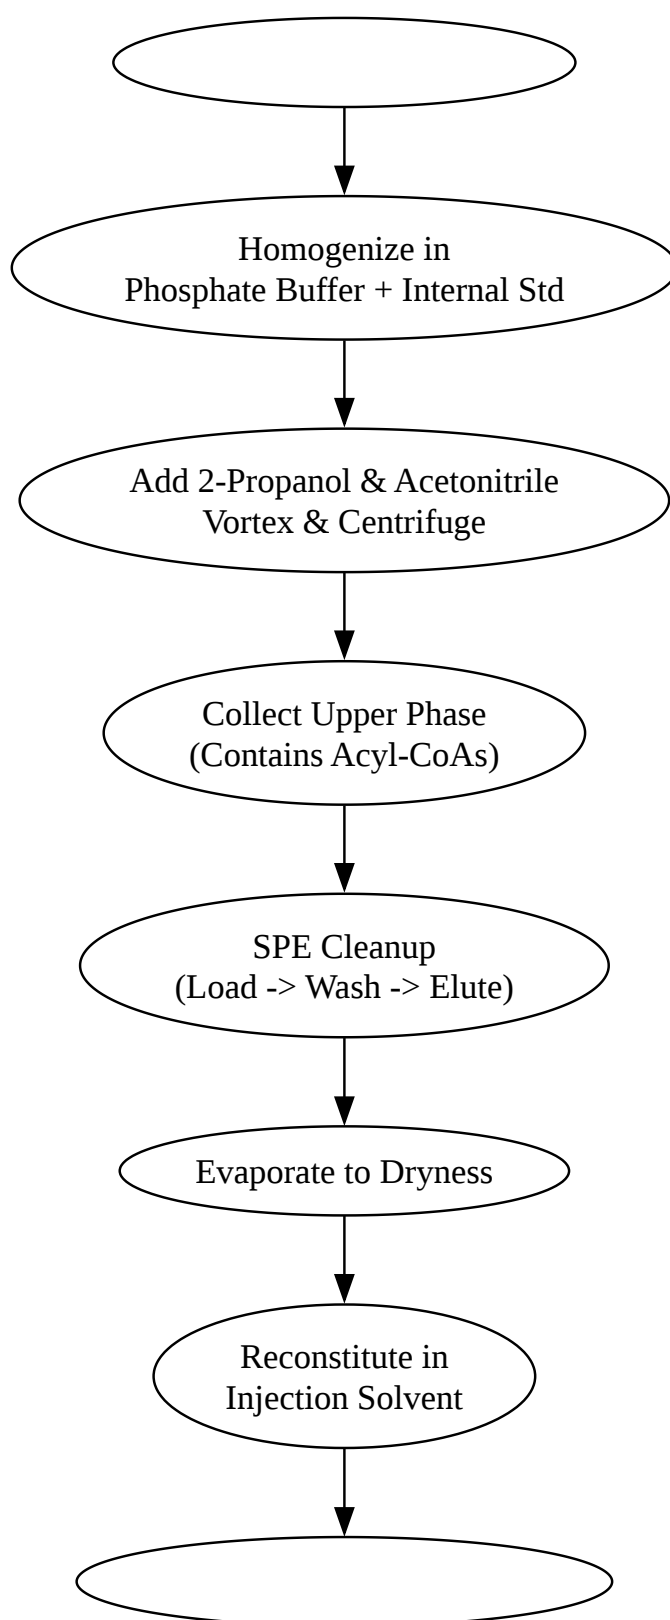 Homogenize in
Phosphate Buffer + Internal Std
Add 2-Propanol & Acetonitrile
Vortex & Centrifuge
Collect Upper Phase
(Contains Acyl-CoAs)
SPE Cleanup
(Load -> Wash -> Elute)
Evaporate to Dryness
Reconstitute in
Injection Solvent